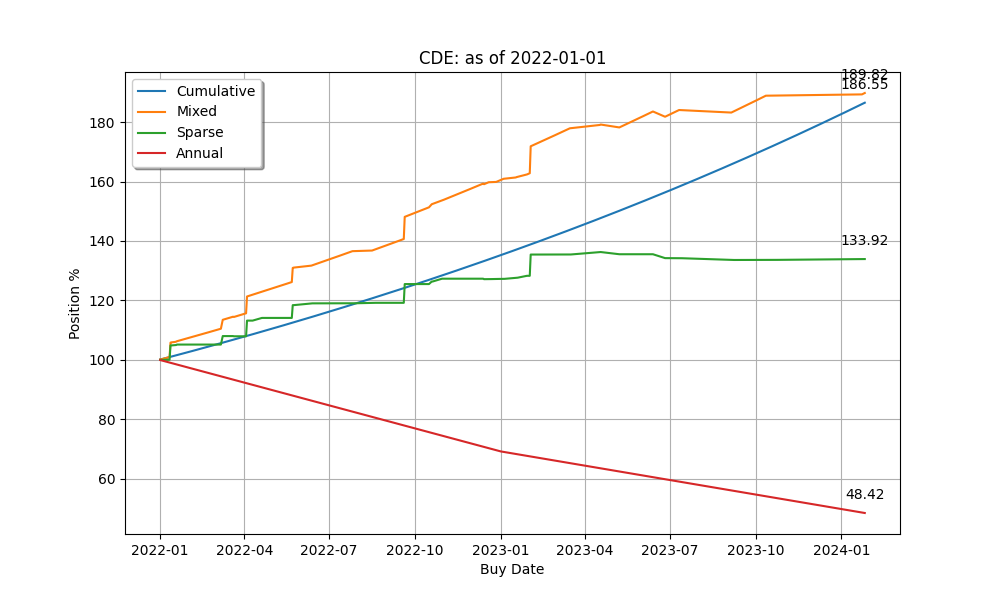 CDE: as of 2022-01-01
189.82
186.55
Cumulative
Mixed
Sparse
Annual
180
160
140
133.92
120
100
80
60
48.42
Position %
2022-01 2022-04 2022-07 2022-10 2023-01 2023-04 2023-07 2023-10 2024-01
Buy Date